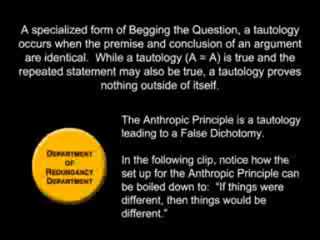 A specialized form of Begging the Question, a tautology
occurs when the premise and conclusion of an argument
are identical.  While a tautology (A = A) is true and the
repeated statement may also be true, a tautology proves
nothing outside of itself.
The Anthropic Principle is a tautology
leading to a False Dichotomy.
DEPARTMENT
OF
REDUNDANCY
DEPARTMENT
In the following clip, notice how the
set up for the Anthropic Principle can
be boiled down to:  “If things were
different, then things would be
different.”